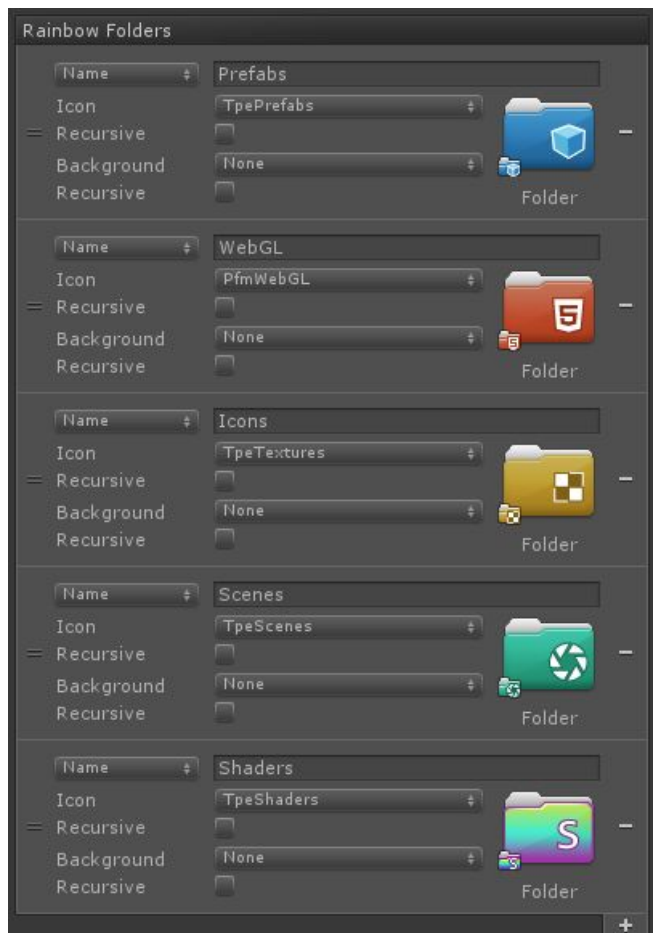 Rainbow Folders
Name Prefabs
Icon TpePrefabs
Recursive
Background None
Recursive
Folder
Name WebGL
Icon PfmWebGL
Recursive
Background None
Recursive
Folder
Name Icons
Icon TpeTextures
Recursive
Background None
Recursive
Folder
Name Scenes
Icon TpeScenes
Recursive
Background None
Recursive
Folder
Name Shaders
Icon TpeShaders
Recursive
S
Background None
Recursive
Folder